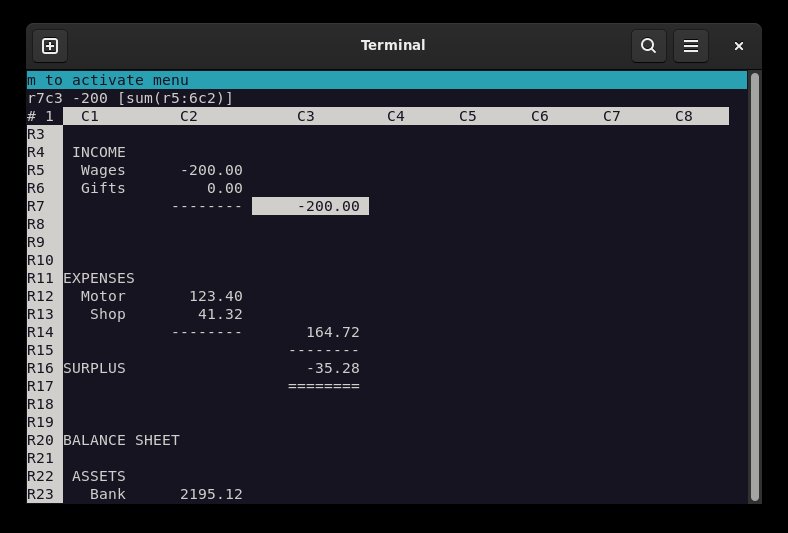 Terminal
m to activate menu
r7c3 -200 [sum(r5:6c2)]
# 1 C1 C2 C3 C4 C5 C6 C7 C8
R3
R4 INCOME
R5 Wages -200.00
R6 Gifts 0.00
R7 -------- -200.00
R8
R9
R10
R11 EXPENSES
R12 Motor 123.40
R13 Shop 41.32
R14 -------- 164.72
R15 --------
R16 SURPLUS -35.28
R17 ========
R18
R19
R20 BALANCE SHEET
R21
R22 ASSETS
R23 Bank 2195.12